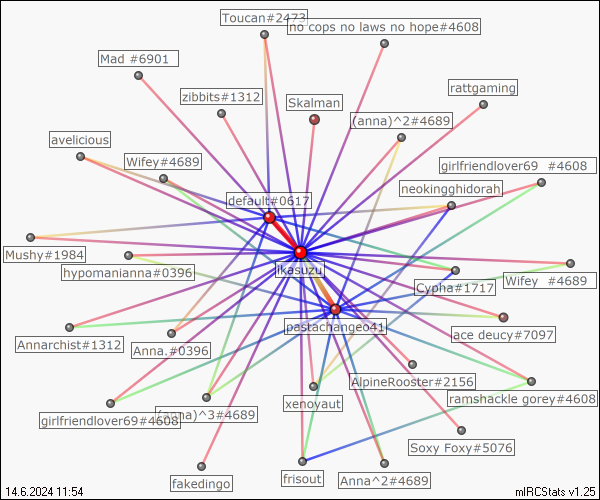 Toucan#2473
no cops no laws no hope#4608
Mad #6901
rattgaming
zibbits#1312
Skalman
(anna)^2#4689
avelicious
Wifey#4689
girlfriendlover69 #4608
neokingghidorah
default#0617
Mushy#1984
hypomanianna#0396
ikasuzu
Cypha#1717
Wifey #4689
pastachangeo41
ace deucy#7097
Annarchist#1312
Anna.#0396
AlpineRooster#2156
ramshackle gorey#4608
xenoyaut
girlfriendlover69#4608
(anna)^3#4689
Soxy Foxy#5076
fakedingo
frisout
Anna^2#4689
14.6.2024 11:54
mIRCStats v1.25